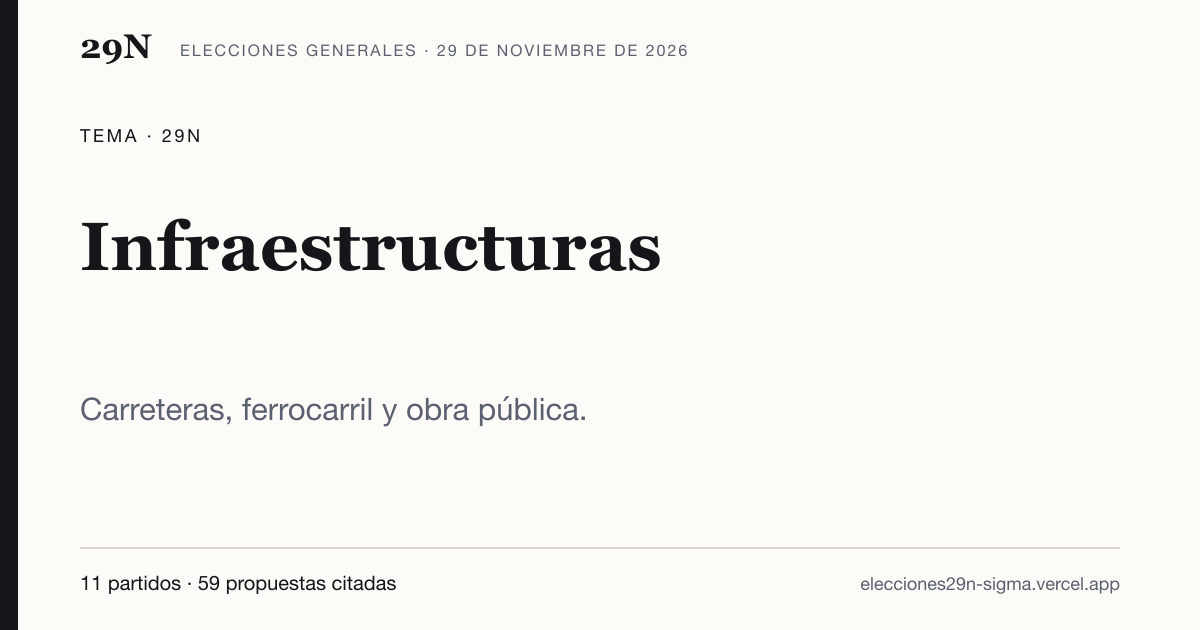 29N ELECCIONES GENERALES · 29 DE NOVIEMBRE DE 2026
TEMA · 29N
Infraestructuras
Carreteras, ferrocarril y obra pública.
11 partidos · 59 propuestas citadas
elecciones29n-sigma.vercel.app